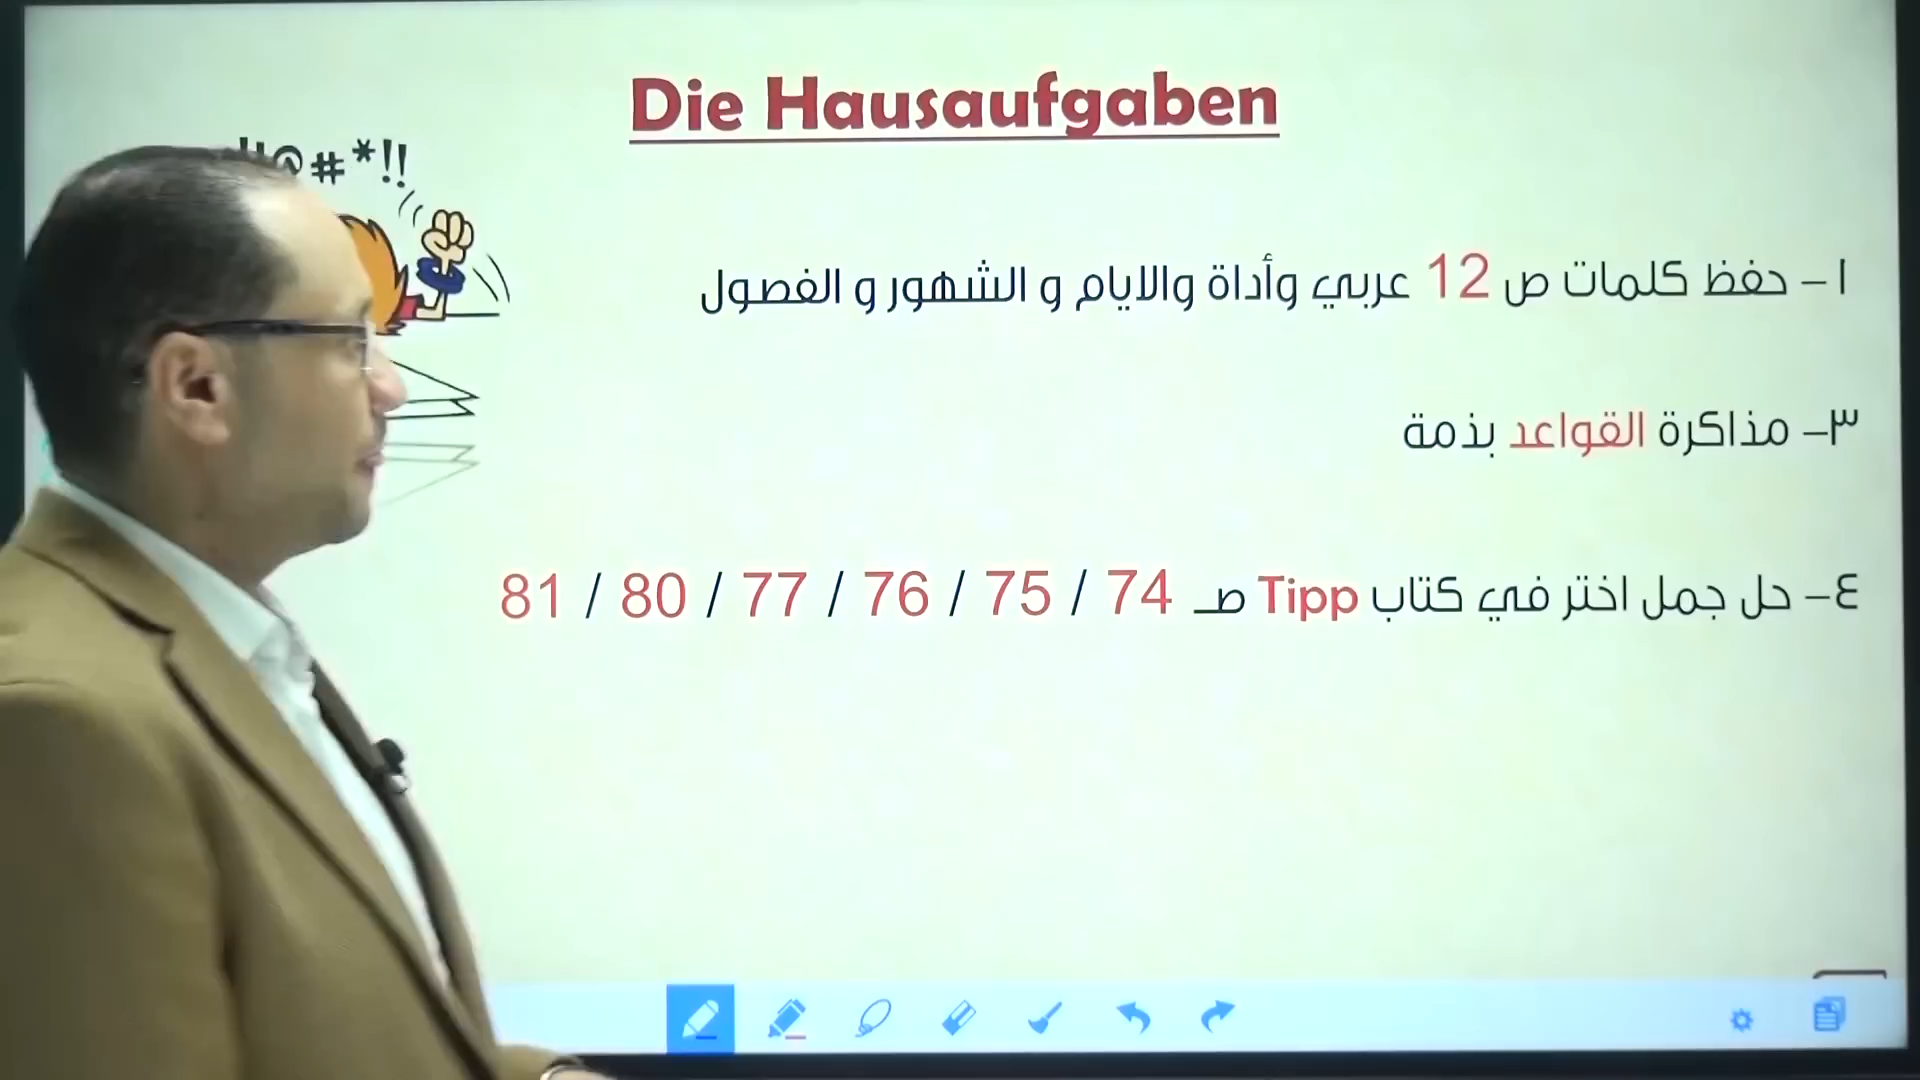 Die Hausaufgaben
#*!!
١- حفظ كلمات ص 12 عربي وأداة والايام و الشهور و الفصول
٣- مذاكرة القواعد بذمة
٤- حل جمل اختر في كتاب Tipp صـ 74 / 75 / 76 / 77 / 80 / 81